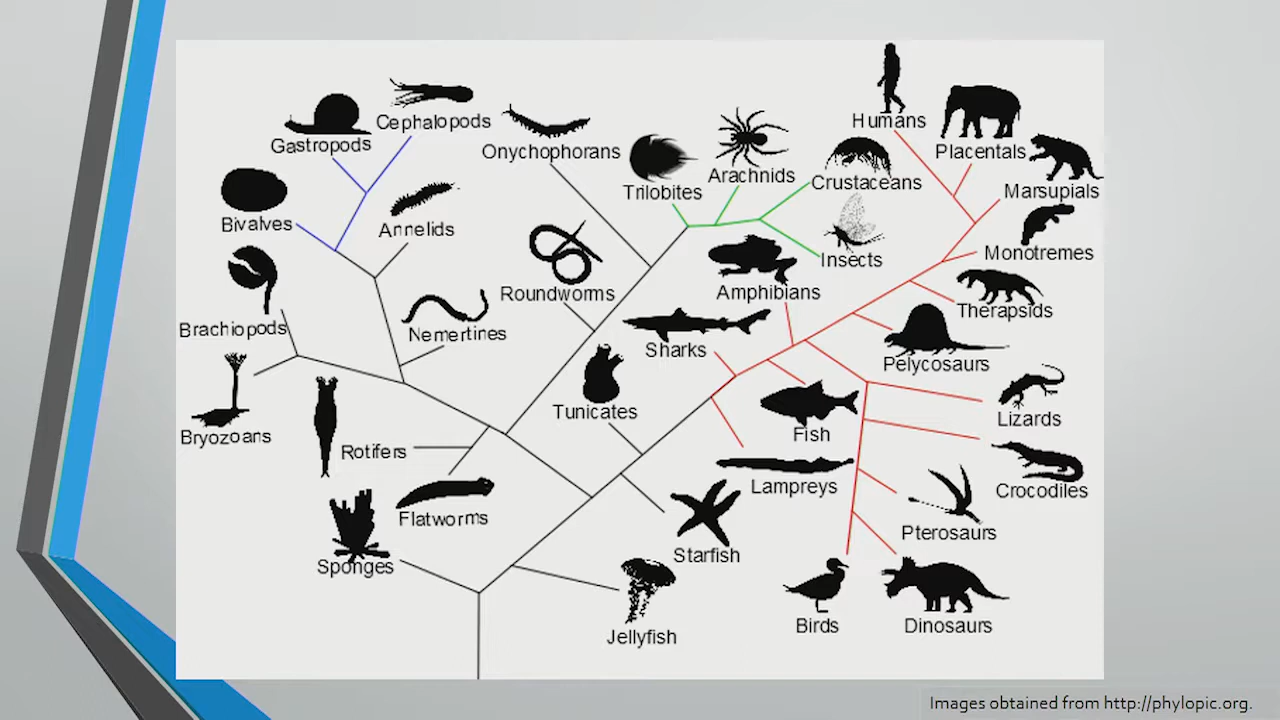 Humans
Cephalopods
Gastropods
Onychophorans
Placentals
Arachnids
Crustaceans
Trilobites
Marsupials
Bivalves
Annelids
Monotremes
Insects
Roundworms
Amphibians
Therapsids
Brachiopods
Nemertines
Sharks
Pelycosaurs
Tunicates
Lizards
Bryozoans
Fish
Rotifers
Lampreys
Crocodiles
Flatworms
Pterosaurs
Starfish
Sponges
Jellyfish
Birds
Dinosaurs
Images obtained from http://phylopic.org.